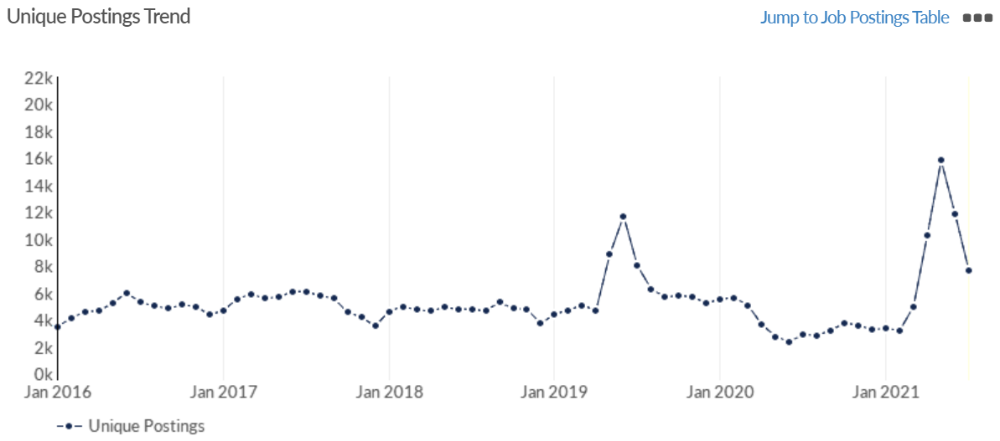 Unique Postings Trend
Jump to Job Postings Table
22k
20k
18k
16k
14k
12k
10k
8k
6k
4k
2k
0k
Jan 2016 Jan 2017 Jan 2018 Jan 2019 Jan 2020 Jan 2021
Unique Postings